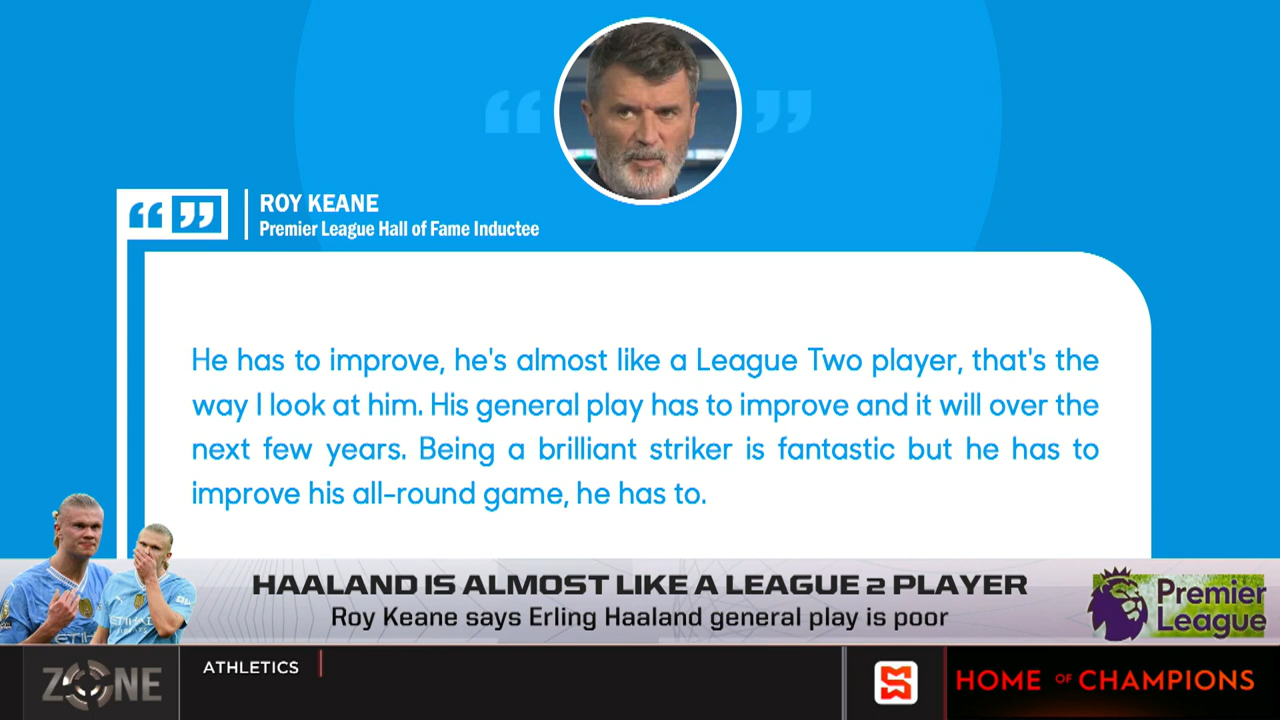 ROY KEANE
Premier League Hall of Fame Inductee
He has to improve, he's almost like a League Two player, that's the
way I look at him. His general play has to improve and it will over the
next few years. Being a brilliant striker is fantastic but he has to
improve his all-round game, he has to.
HAALAND IS ALMOST LIKE A LEAGUE 2 PLAYER
Roy Keane says Erling Haaland general play is poor
Premier
League
ZONE
ATHLETICS
HOME OF CHAMPIONS